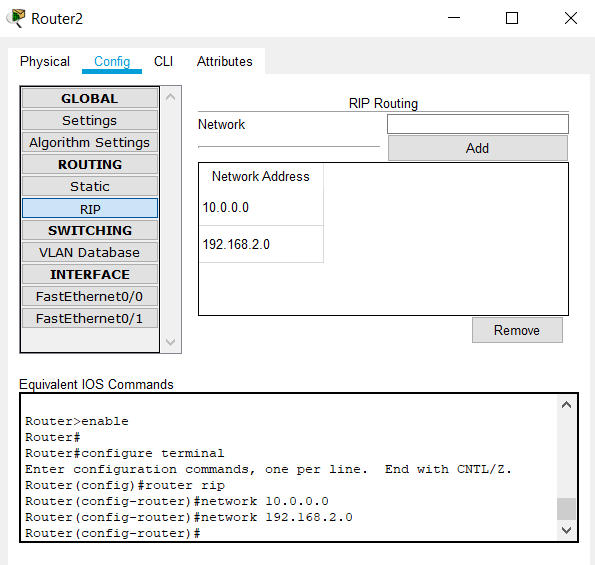 Router2
Physical Config CLI Attributes
GLOBAL
Settings
Algorithm Settings
ROUTING
Static
RIP
SWITCHING
VLAN Database
INTERFACE
FastEthernet0/0
FastEthernet0/1
RIP Routing
Network
Add
Network Address
10.0.0.0
192.168.2.0
Remove
Equivalent IOS Commands
Router>enable
Router#
Router#configure terminal
Enter configuration commands, one per line.  End with CNTL/Z.
Router(config)#router rip
Router(config-router)#network 10.0.0.0
Router(config-router)#network 192.168.2.0
Router(config-router)#